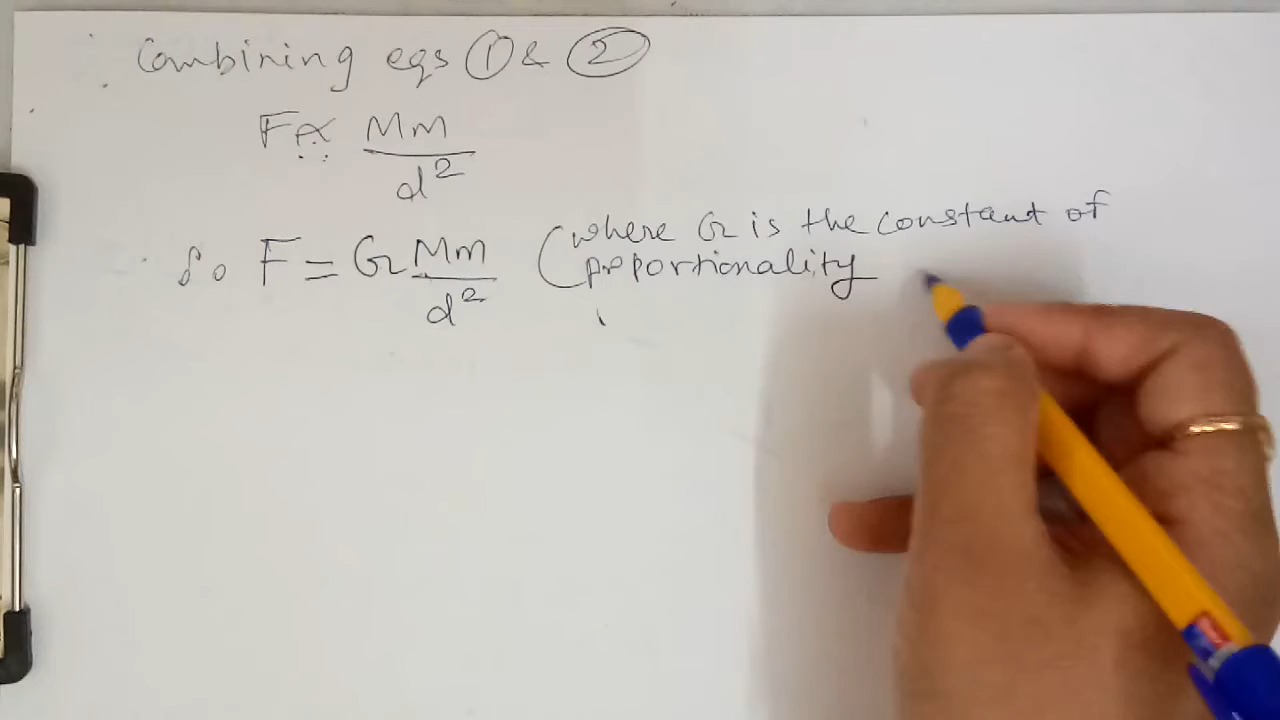 Combining eqs ① & ②
F ∝ Mm/d²
So F = G Mm/d² (where G is the constant of
proportionality